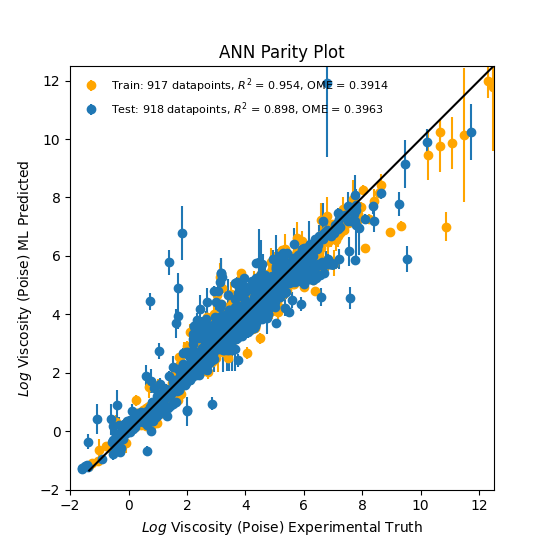 ANN Parity Plot
Train: 917 datapoints, R² = 0.954, OME = 0.3914
Test: 918 datapoints, R² = 0.898, OME = 0.3963
Log Viscosity (Poise) ML Predicted
12
10
8
6
4
2
0
−2
−2 0 2 4 6 8 10 12
Log Viscosity (Poise) Experimental Truth